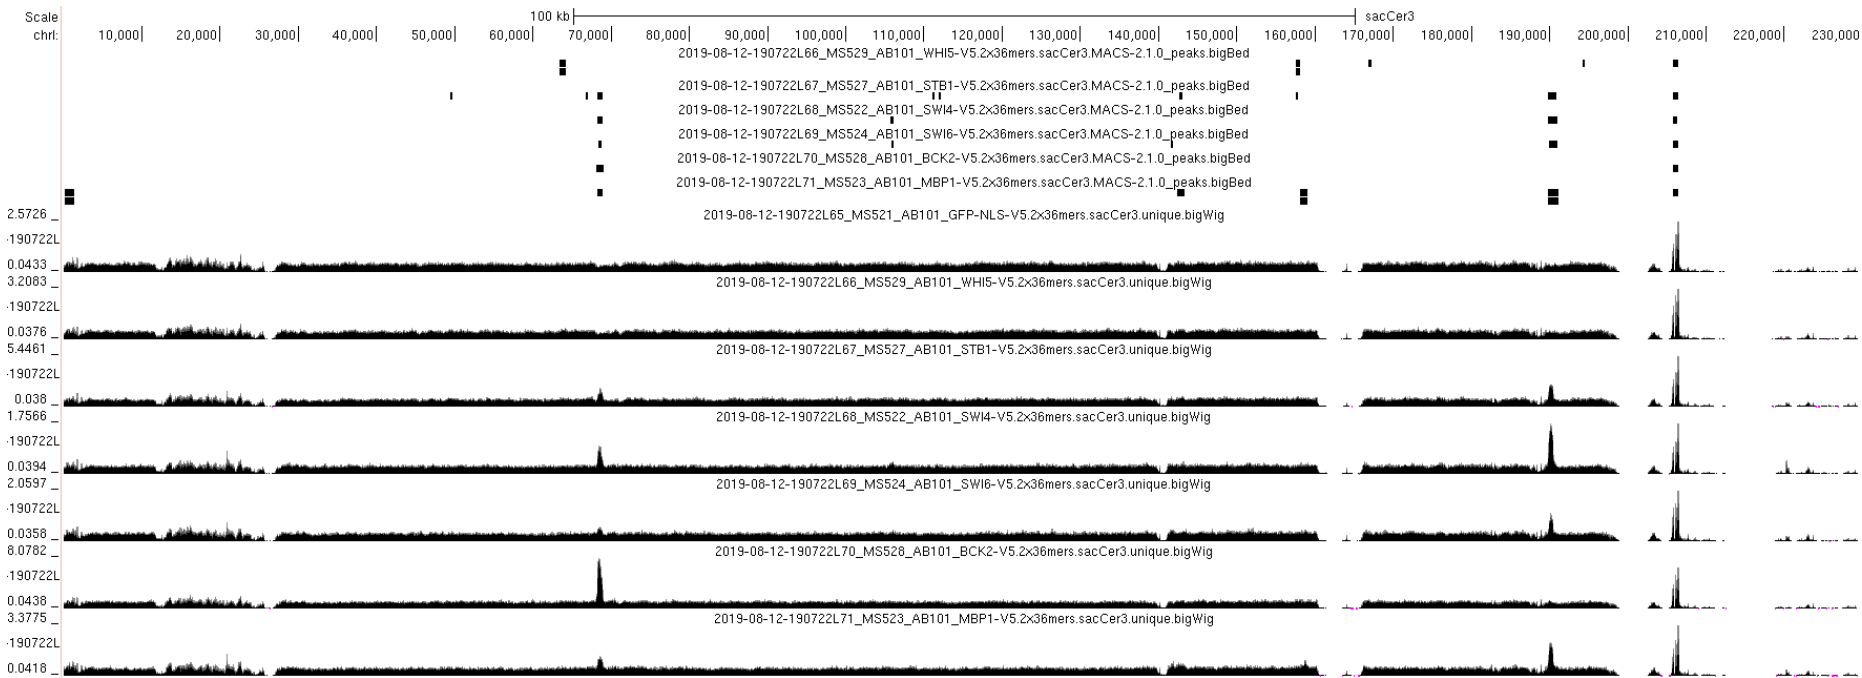 Scale 100 kb sacCer3
chrI: 10,000 20,000 30,000 40,000 50,000 60,000 70,000 80,000 90,000 100,000 110,000 120,000 130,000 140,000 150,000 160,000 170,000 180,000 190,000 200,000 210,000 220,000 230,000
2019-08-12-190722L66_MS529_AB101_WHI5-V5.2x36mers.sacCer3.MACS-2.1.0_peaks.bigBed
2019-08-12-190722L67_MS527_AB101_STB1-V5.2x36mers.sacCer3.MACS-2.1.0_peaks.bigBed
2019-08-12-190722L68_MS522_AB101_SWI4-V5.2x36mers.sacCer3.MACS-2.1.0_peaks.bigBed
2019-08-12-190722L69_MS524_AB101_SWI6-V5.2x36mers.sacCer3.MACS-2.1.0_peaks.bigBed
2019-08-12-190722L70_MS528_AB101_BCK2-V5.2x36mers.sacCer3.MACS-2.1.0_peaks.bigBed
2019-08-12-190722L71_MS523_AB101_MBP1-V5.2x36mers.sacCer3.MACS-2.1.0_peaks.bigBed
2.5726 _ 2019-08-12-190722L65_MS521_AB101_GFP-NLS-V5.2x36mers.sacCer3.unique.bigWig
-190722L
0.0433 _
3.2083 _ 2019-08-12-190722L66_MS529_AB101_WHI5-V5.2x36mers.sacCer3.unique.bigWig
-190722L
0.0376 _
5.4461 _ 2019-08-12-190722L67_MS527_AB101_STB1-V5.2x36mers.sacCer3.unique.bigWig
-190722L
0.038 _
1.7566 _ 2019-08-12-190722L68_MS522_AB101_SWI4-V5.2x36mers.sacCer3.unique.bigWig
-190722L
0.0394 _
2.0597 _ 2019-08-12-190722L69_MS524_AB101_SWI6-V5.2x36mers.sacCer3.unique.bigWig
-190722L
0.0358 _
8.0782 _ 2019-08-12-190722L70_MS528_AB101_BCK2-V5.2x36mers.sacCer3.unique.bigWig
-190722L
0.0438 _
3.3775 _ 2019-08-12-190722L71_MS523_AB101_MBP1-V5.2x36mers.sacCer3.unique.bigWig
-190722L
0.0418 _